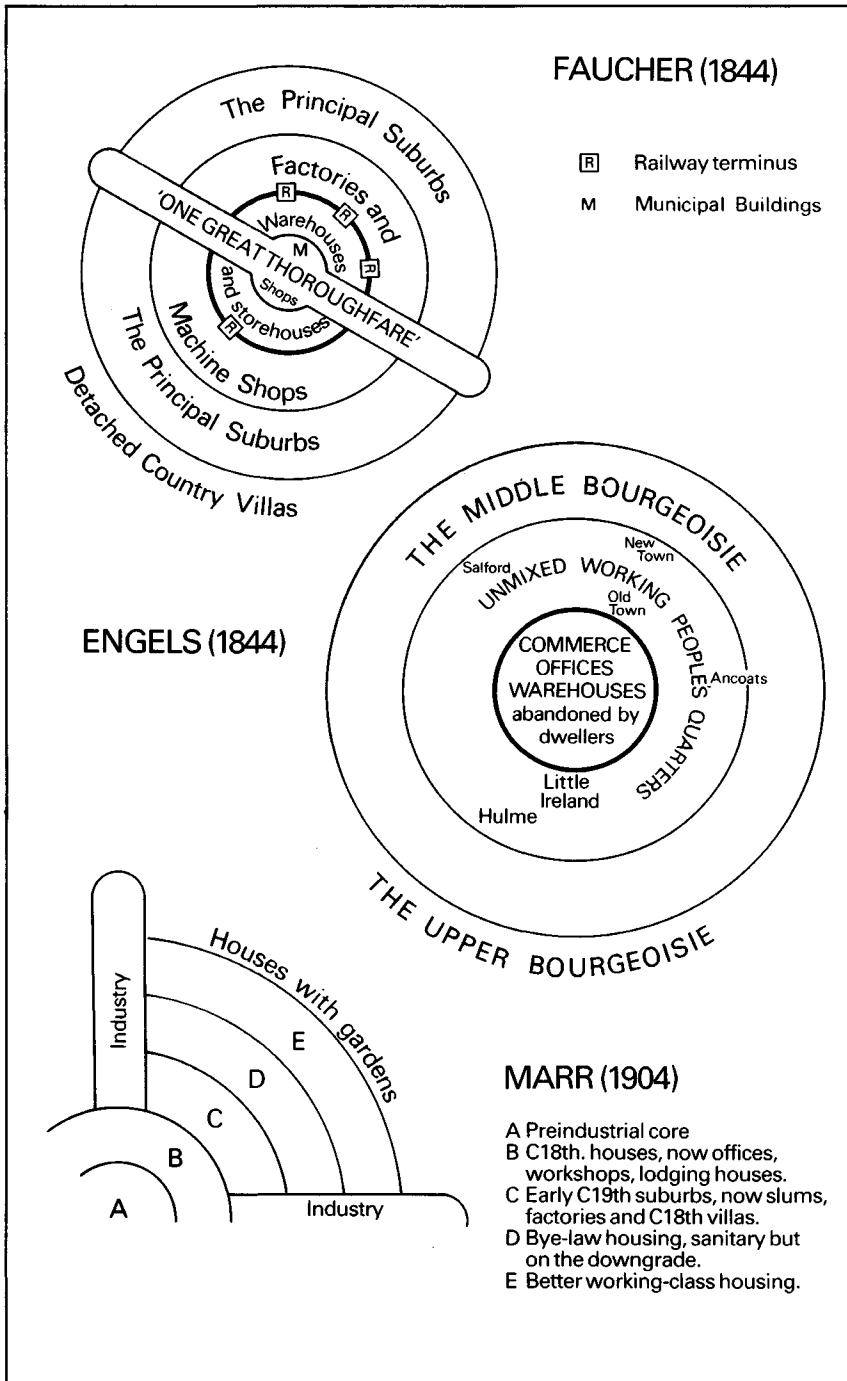 FAUCHER (1844)
R Railway terminus
M Municipal Buildings
The Principal Suburbs
Factories and
R
R
R
Warehouses
M
'ONE GREAT THOROUGHFARE'
Shops
and storehouses
R
Machine Shops
The Principal Suburbs
Detached Country Villas
ENGELS (1844)
THE MIDDLE BOURGEOISIE
New
Town
Salford
UNMIXED WORKING PEOPLES QUARTERS
Old
Town
COMMERCE
OFFICES
WAREHOUSES
abandoned by
dwellers
Ancoats
Little
Ireland
Hulme
THE UPPER BOURGEOISIE
MARR (1904)
Houses with gardens
Industry
E
D
C
B
A
Industry
A Preindustrial core
B C18th. houses, now offices,
workshops, lodging houses.
C Early C19th suburbs, now slums,
factories and C18th villas.
D Bye-law housing, sanitary but
on the downgrade.
E Better working-class housing.